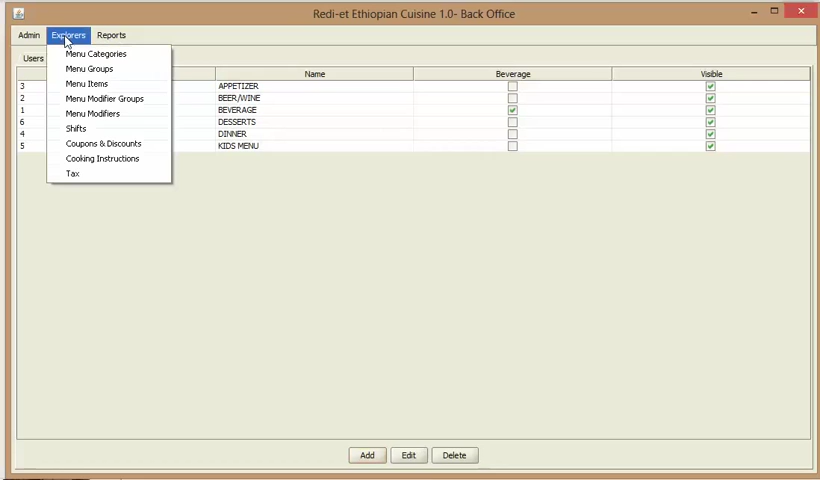 Redi-et Ethiopian Cuisine 1.0- Back Office
Admin Explorers Reports
Users
Menu Categories
Menu Groups
Menu Items
Menu Modifier Groups
Menu Modifiers
Shifts
Coupons & Discounts
Cooking Instructions
Tax
Name Beverage Visible
3 APPETIZER
2 BEER/WINE
1 BEVERAGE
6 DESSERTS
4 DINNER
5 KIDS MENU
Add Edit Delete